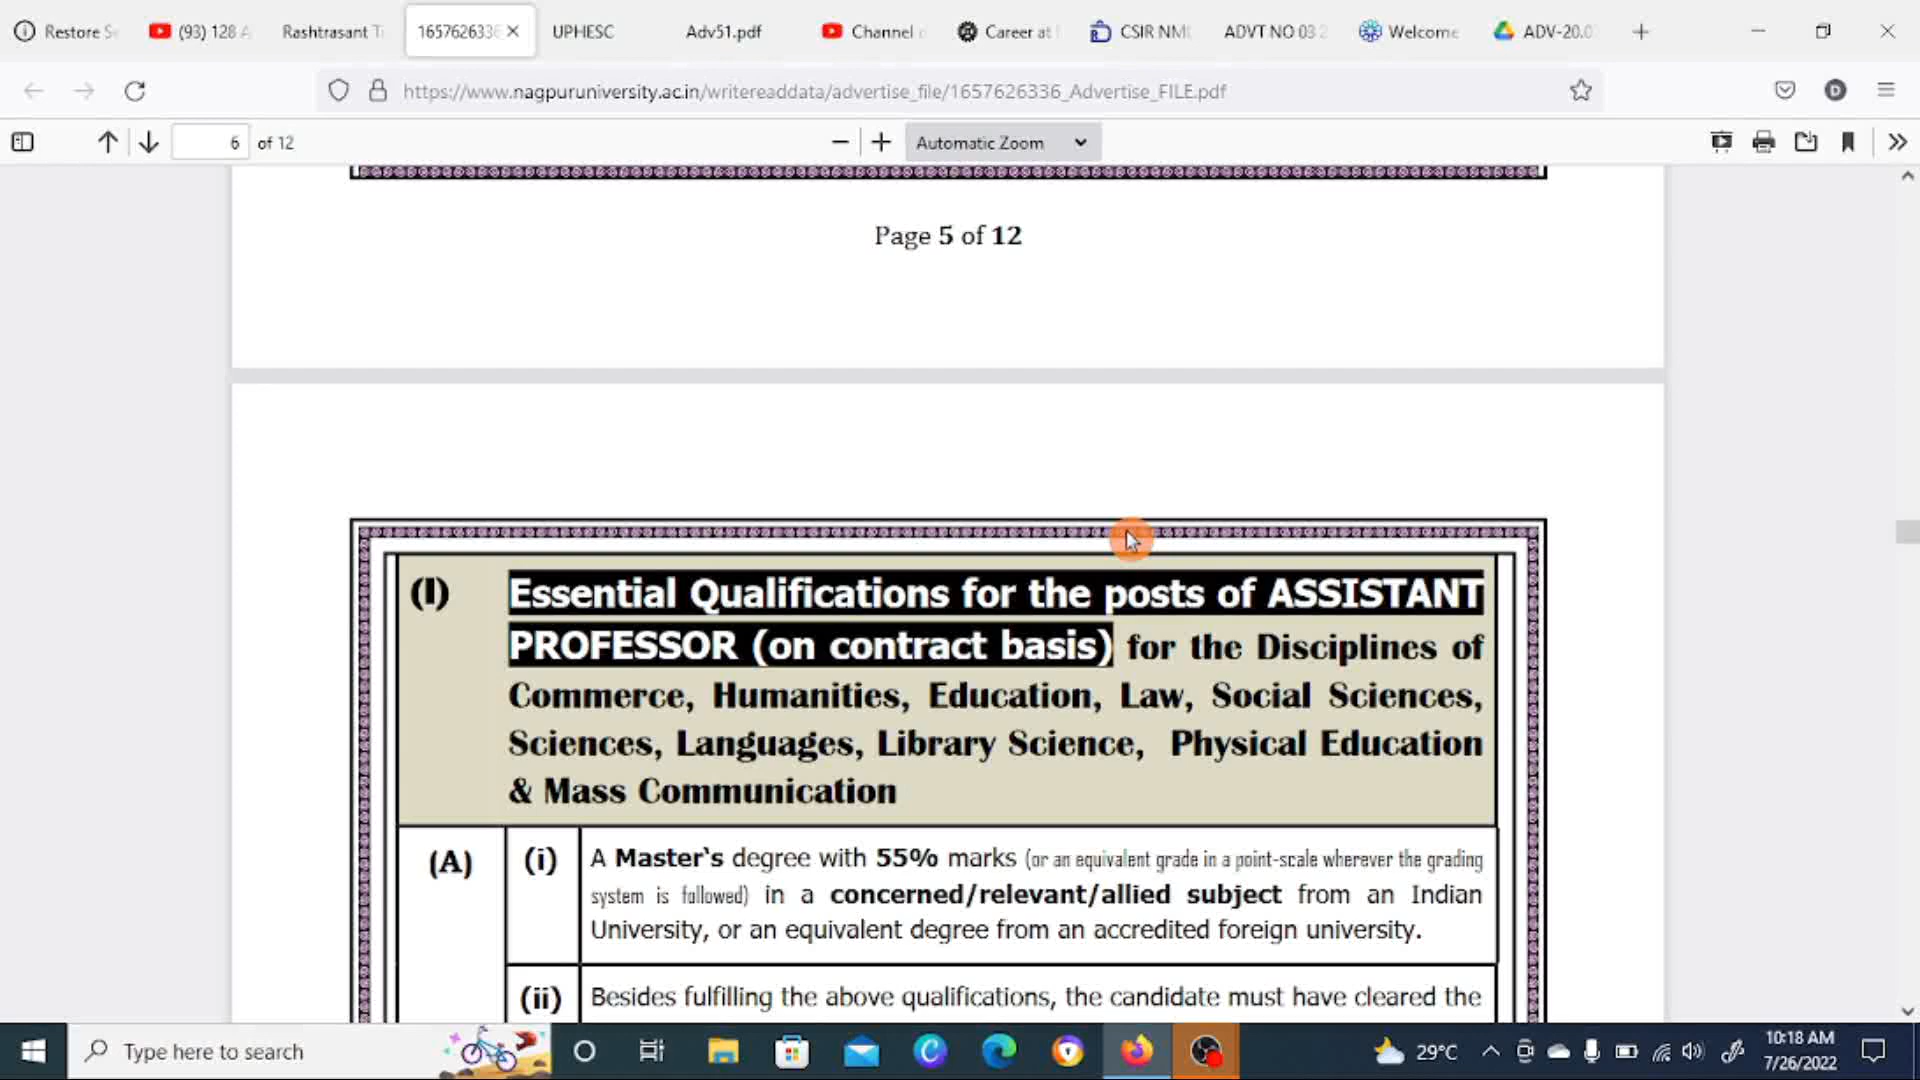 Restore S
(93) 128
Rashtrasant T
1657626336
UPHESC
Adv51.pdf
Channel
Career at
CSIR NM
ADVT NO 03 2
Welcome
ADV-20.0
https://www.nagpuruniversity.ac.in/writereaddata/advertise_file/1657626336_Advertise_FILE.pdf
6 of 12
Automatic Zoom
Page 5 of 12
(I) Essential Qualifications for the posts of ASSISTANT
PROFESSOR (on contract basis) for the Disciplines of
Commerce, Humanities, Education, Law, Social Sciences,
Sciences, Languages, Library Science, Physical Education
& Mass Communication
(A) (i) A Master‘s degree with 55% marks (or an equivalent grade in a point-scale wherever the grading
system is followed) in a concerned/relevant/allied subject from an Indian
University, or an equivalent degree from an accredited foreign university.
(ii) Besides fulfilling the above qualifications, the candidate must have cleared the
Type here to search
29°C
10:18 AM
7/26/2022